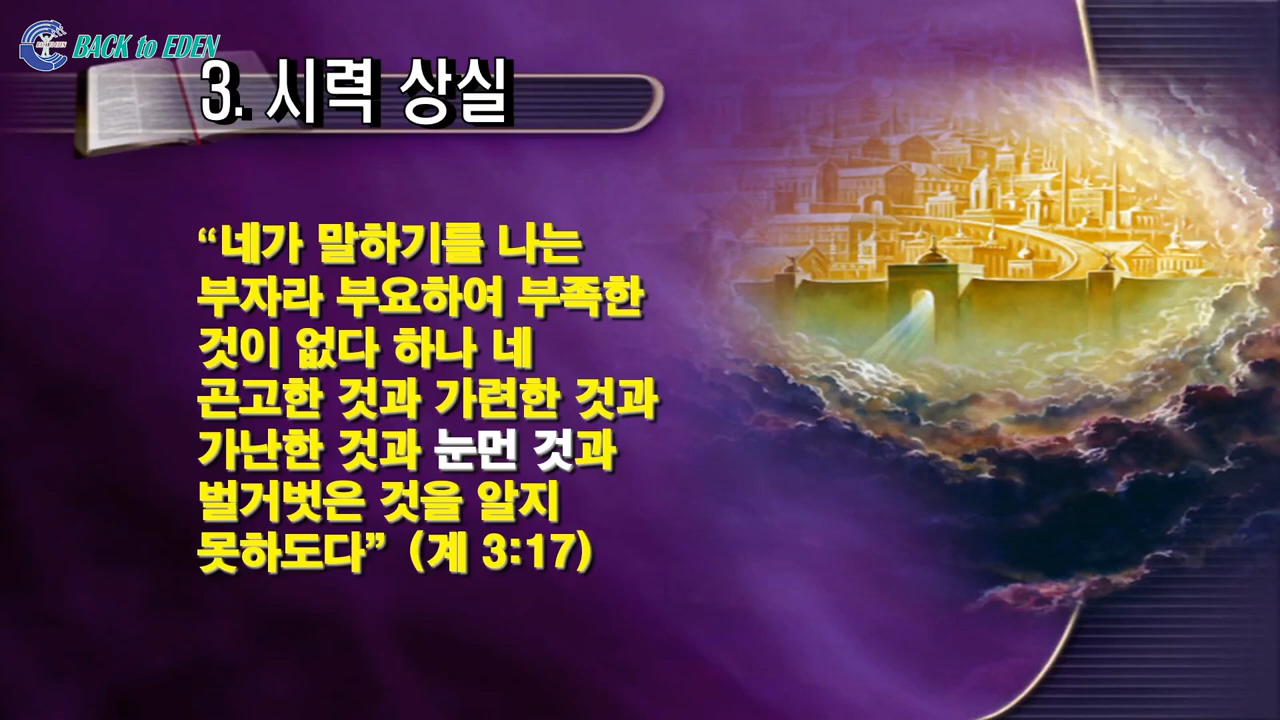 BACK to EDEN
3. 시력 상실
“네가 말하기를 나는
부자라 부요하여 부족한
것이 없다 하나 네
곤고한 것과 가련한 것과
가난한 것과 눈먼 것과
벌거벗은 것을 알지
못하도다” (계 3:17)